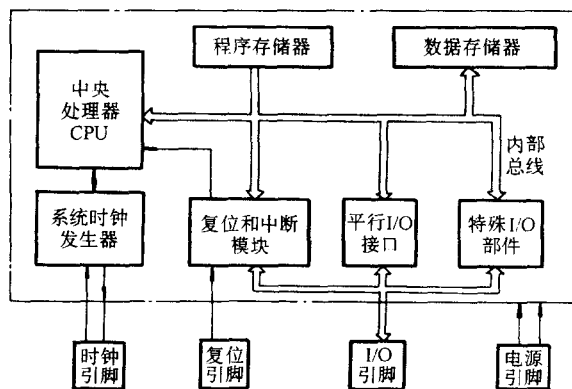 程序存储器
数据存储器
中央
处理器
CPU
内部
总线
系统时钟
发生器
复位和中断
模块
平行I/O
接口
特殊I/O
部件
时钟
引脚
复位
引脚
I/O
引脚
电源
引脚